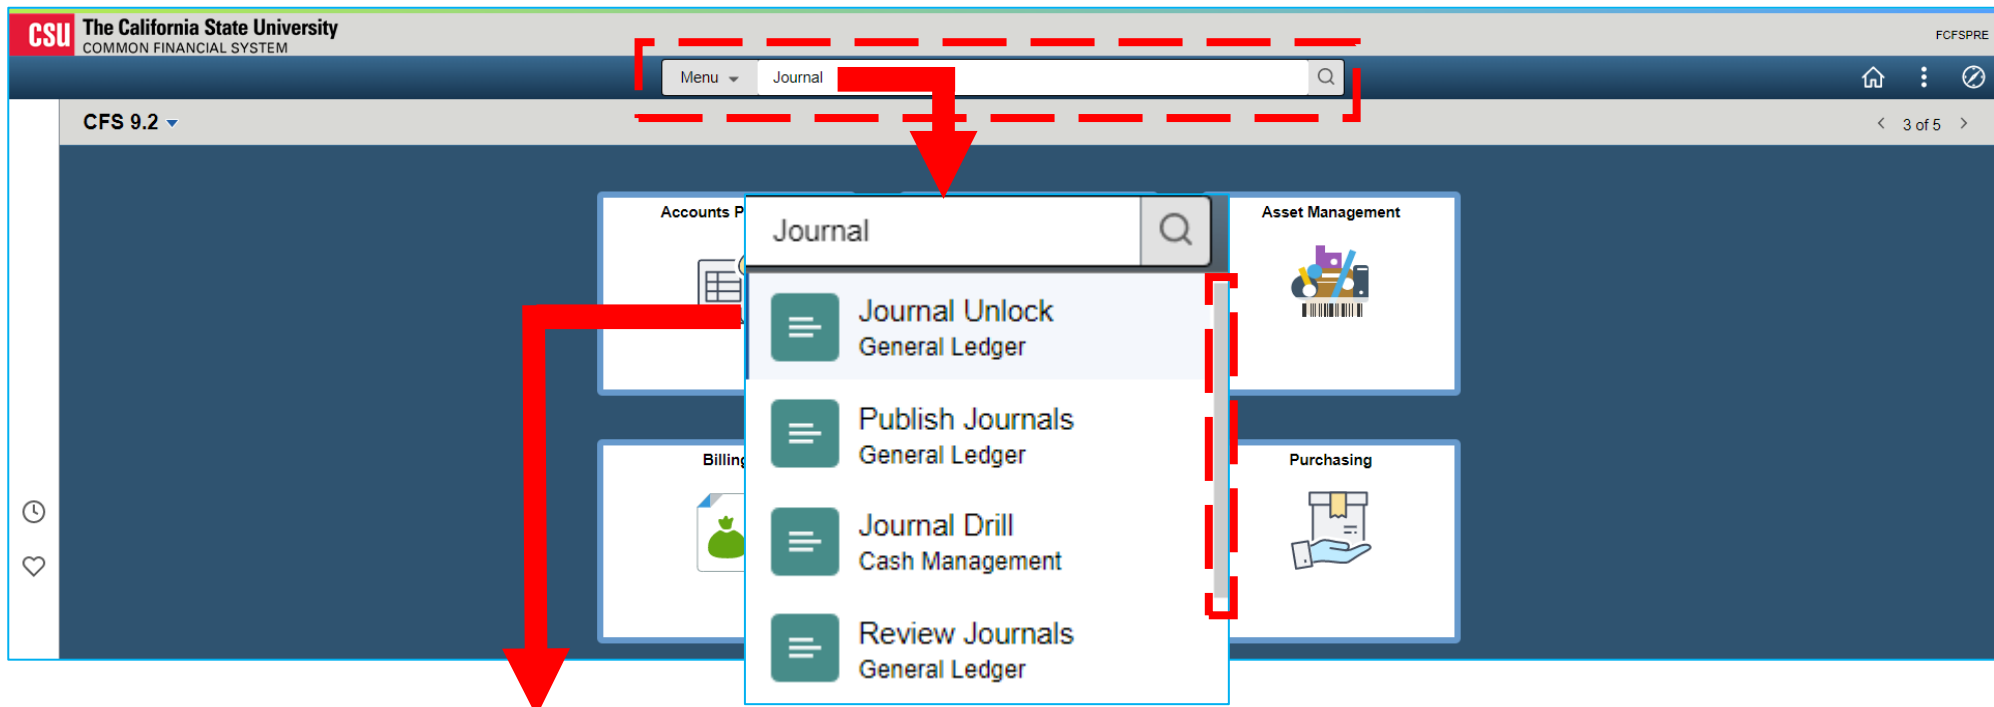 CSU The California State University
COMMON FINANCIAL SYSTEM
FCFSPRE
Menu Journal
CFS 9.2
3 of 5
Accounts P
Asset Management
Journal
Journal Unlock
General Ledger
Publish Journals
General Ledger
Billing
Purchasing
Journal Drill
Cash Management
Review Journals
General Ledger